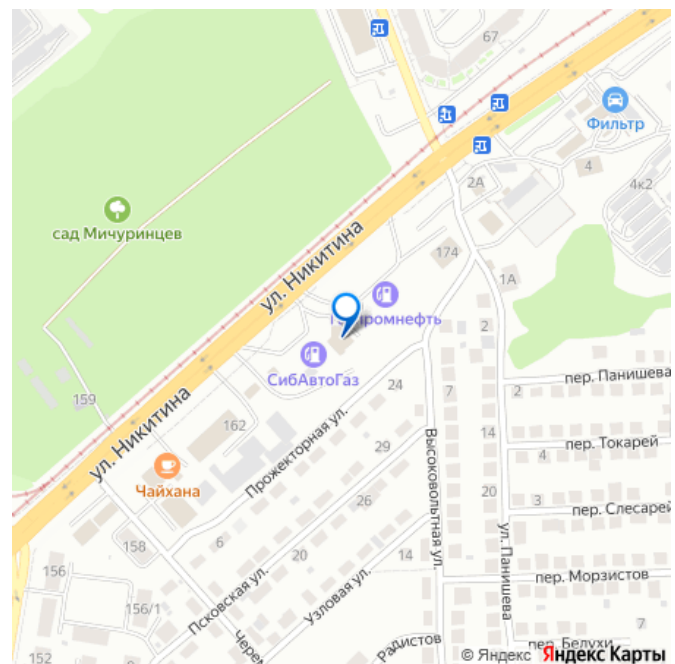 67
Фильтр
4
4к2
2А
сад Мичуринцев
ул. Никитина
174
1А
Газпромнефть
2
СибАвтоГаз
24
7
2
пер. Панишева
159
ул. Никитина
162
Прожекторная ул.
29
Высоковольтная ул.
14
4
пер. Токарей
Чайхана
26
20
3
пер. Слесарей
158
6
20
14
ул. Панишева
156
Псковская ул.
Узловая ул.
пер. Морзистов
156/1
7
152
Черем
Радистов
пер. Белухи
© Яндекс Яндекс Карты